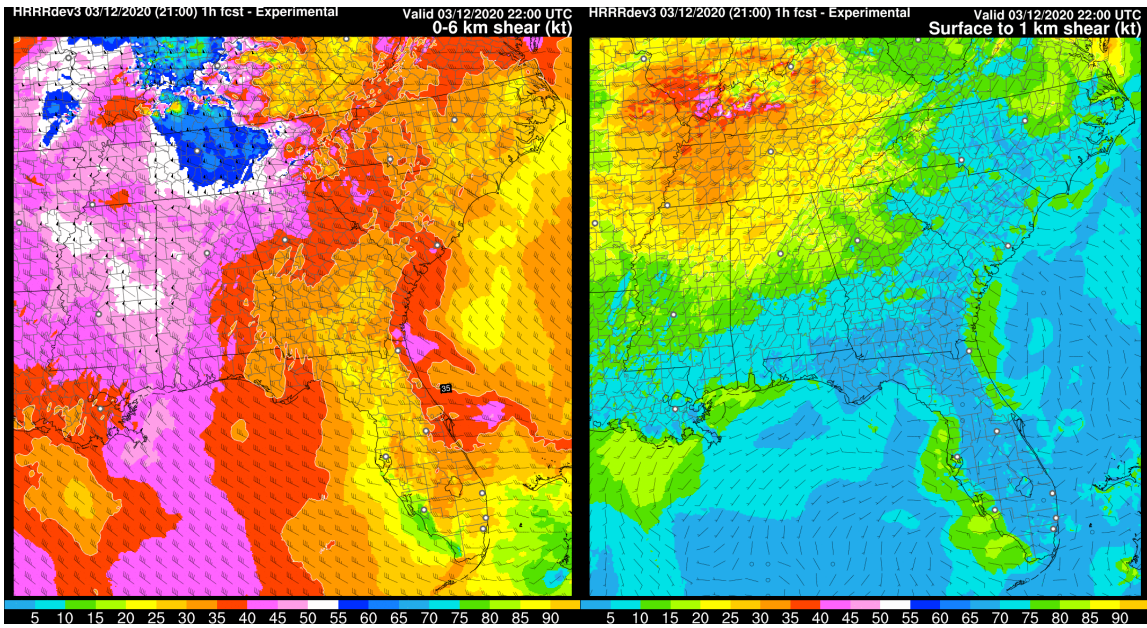 HRRRdev3 03/12/2020 (21:00) 1h fcst - Experimental
Valid 03/12/2020 22:00 UTC
0-6 km shear (kt)
35
5 10 15 20 25 30 35 40 45 50 55 60 65 70 75 80 85 90
HRRRdev3 03/12/2020 (21:00) 1h fcst - Experimental
Valid 03/12/2020 22:00 UTC
Surface to 1 km shear (kt)
5 10 15 20 25 30 35 40 45 50 55 60 65 70 75 80 85 90